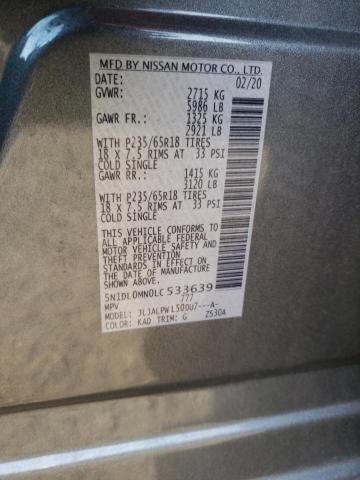 MFD BY NISSAN MOTOR CO., LTD.
DATE: 02/20
GVWR: 2715 KG
5986 LB
GAWR FR.: 1325 KG
2921 LB
WITH P235/65R18 TIRES
18 X 7.5 RIMS AT 33 PSI
COLD SINGLE
GAWR RR.: 1415 KG
3120 LB
WITH P235/65R18 TIRES
18 X 7.5 RIMS AT 33 PSI
COLD SINGLE
THIS VEHICLE CONFORMS TO
ALL APPLICABLE FEDERAL
MOTOR VEHICLE SAFETY AND
THEFT PREVENTION
STANDARDS IN EFFECT ON
THE DATE OF MANUFACTURE
SHOWN ABOVE.
5N1DL0MN0LC533639
MPV 777
MODEL: JLJALPWL50DU7---A-
COLOR: KAD TRIM: G Z530A